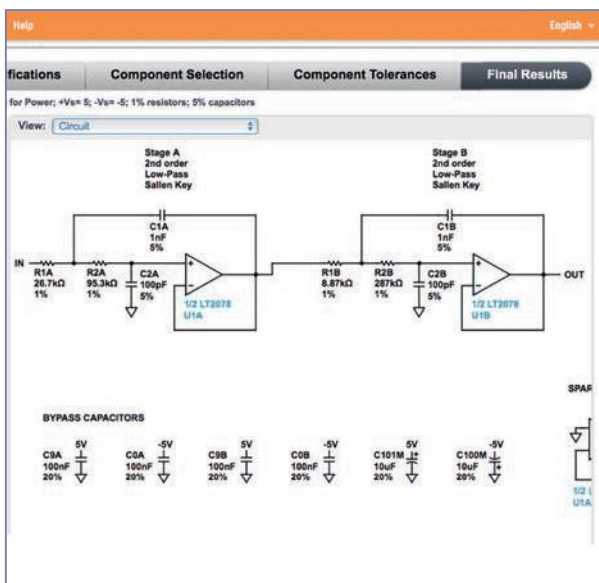 Help
English
fications
Component Selection
Component Tolerances
Final Results
for Power; +Vs= 5; -Vs= -5; 1% resistors; 5% capacitors
View: Circuit
Stage A
2nd order
Low-Pass
Sallen Key
Stage B
2nd order
Low-Pass
Sallen Key
C1A
1nF
5%
C1B
1nF
5%
IN
R1A
26.7kΩ
1%
R2A
95.3kΩ
1%
C2A
100pF
5%
1/2 LT2078
U1A
R1B
8.87kΩ
1%
R2B
287kΩ
1%
C2B
100pF
5%
1/2 LT2078
U1B
OUT
SPAR
BYPASS CAPACITORS
5V
C9A
100nF
20%
-5V
C0A
100nF
20%
5V
C9B
100nF
20%
-5V
C0B
100nF
20%
5V
C101M
10uF
20%
-5V
C100M
10uF
20%
1/2 L
U1A